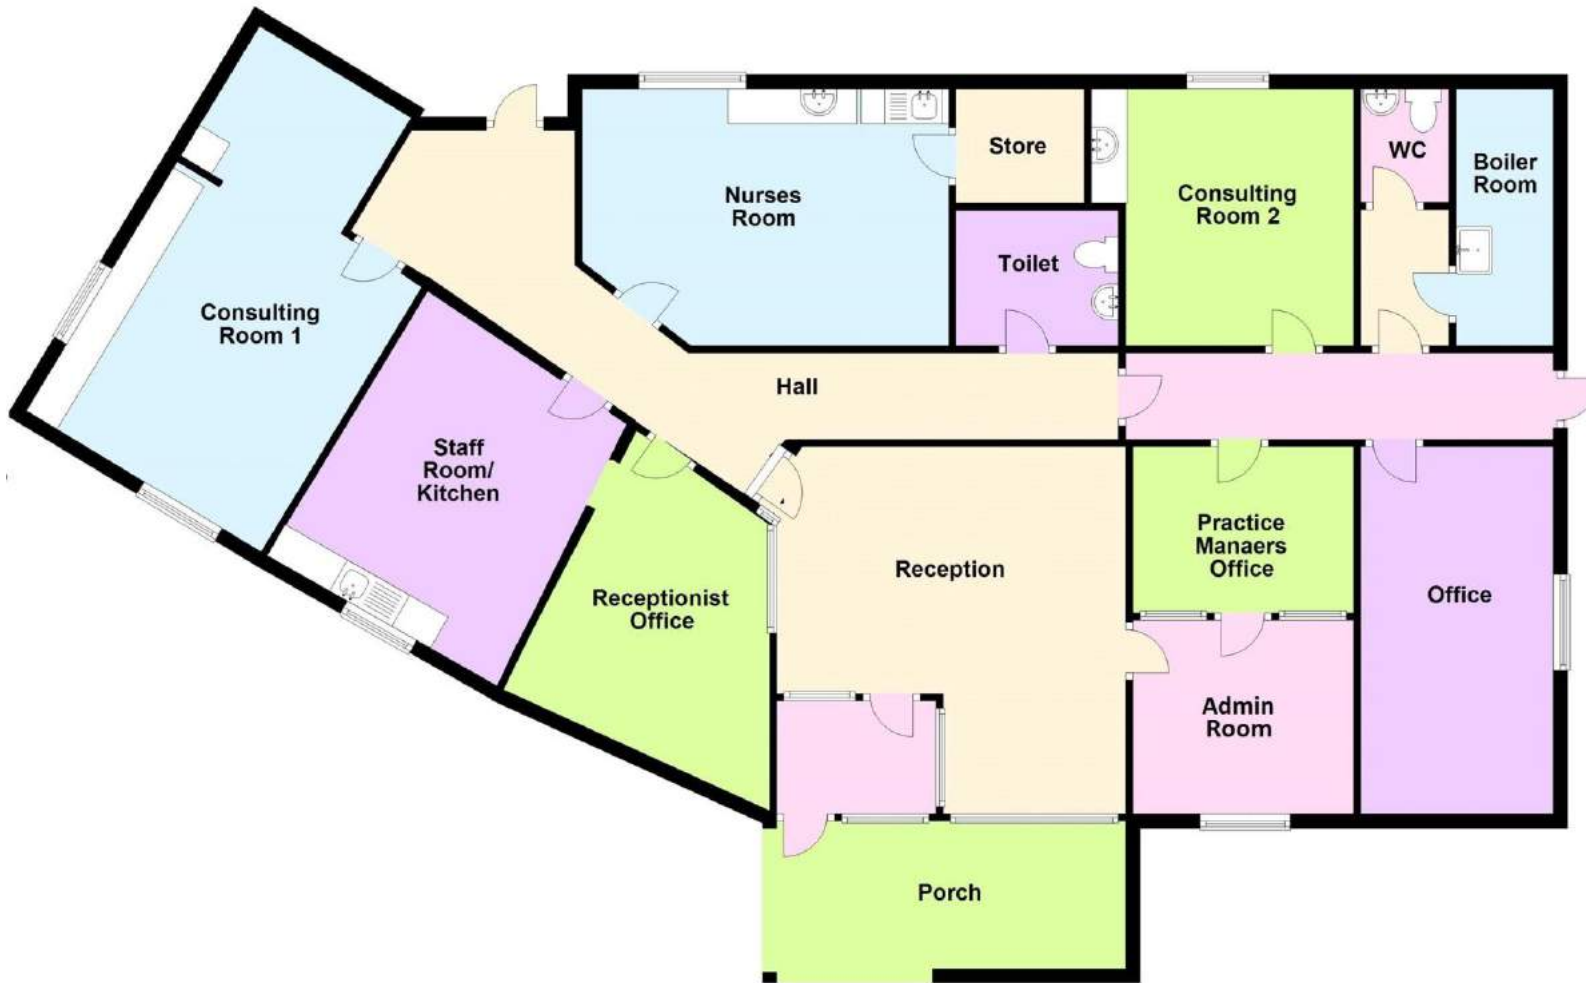 Store
WC
Boiler
Room
Nurses
Room
Consulting
Room 2
Toilet
Consulting
Room 1
Hall
Staff
Room/
Kitchen
Practice
Manaers
Office
Reception
Receptionist
Office
Office
Admin
Room
Porch